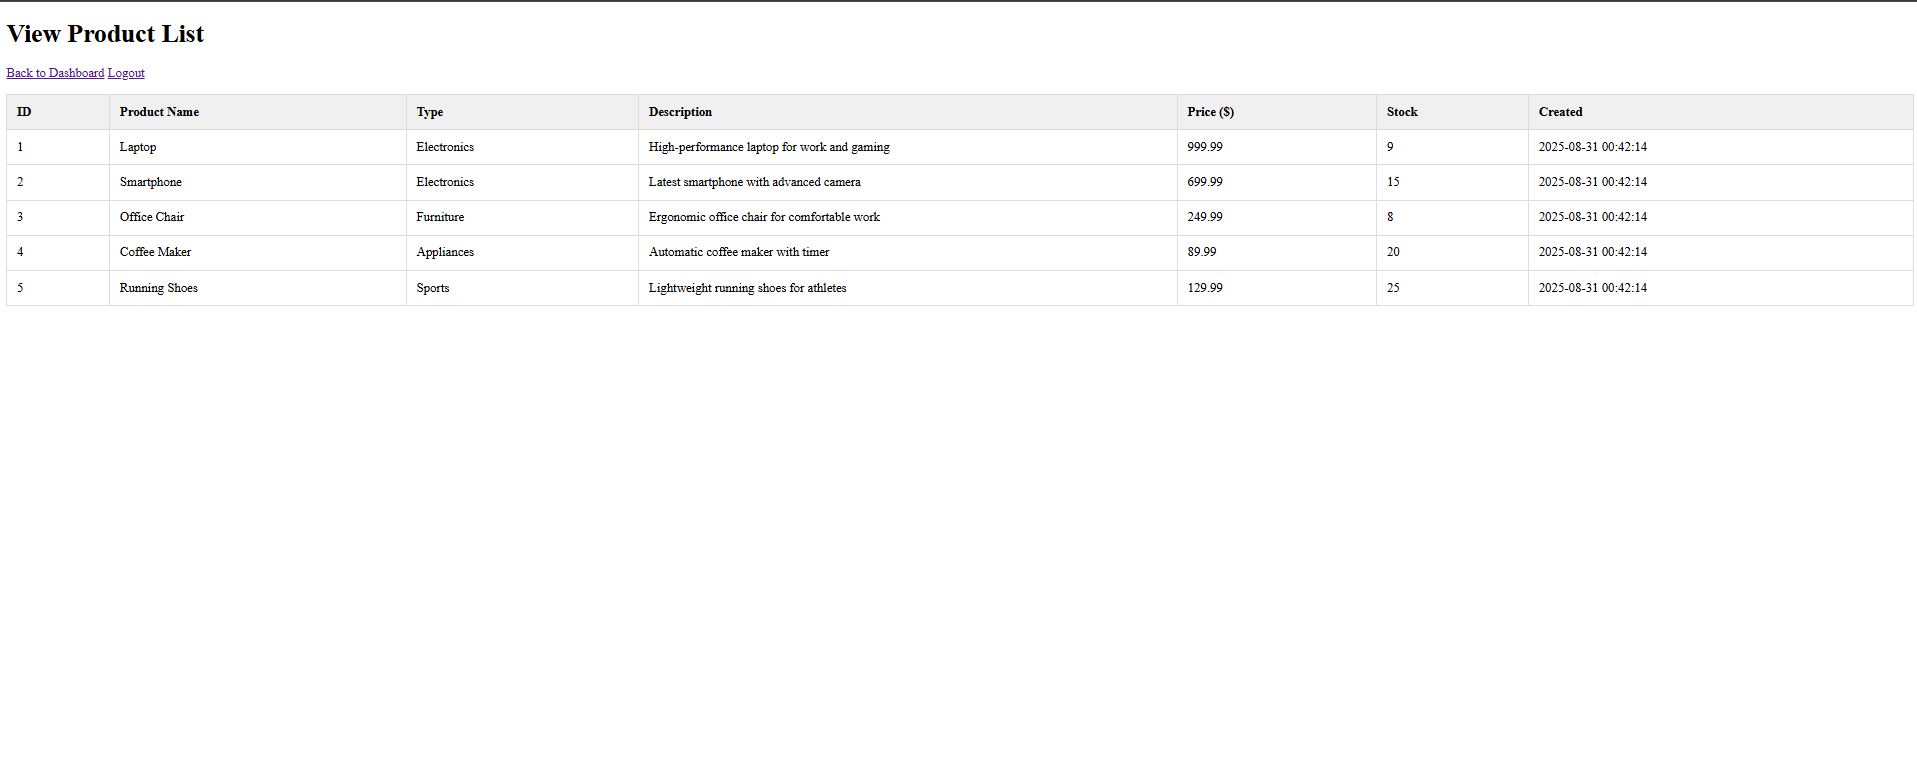 View Product List
Back to Dashboard Logout
ID Product Name Type Description Price ($) Stock Created
1 Laptop Electronics High-performance laptop for work and gaming 999.99 9 2025-08-31 00:42:14
2 Smartphone Electronics Latest smartphone with advanced camera 699.99 15 2025-08-31 00:42:14
3 Office Chair Furniture Ergonomic office chair for comfortable work 249.99 8 2025-08-31 00:42:14
4 Coffee Maker Appliances Automatic coffee maker with timer 89.99 20 2025-08-31 00:42:14
5 Running Shoes Sports Lightweight running shoes for athletes 129.99 25 2025-08-31 00:42:14